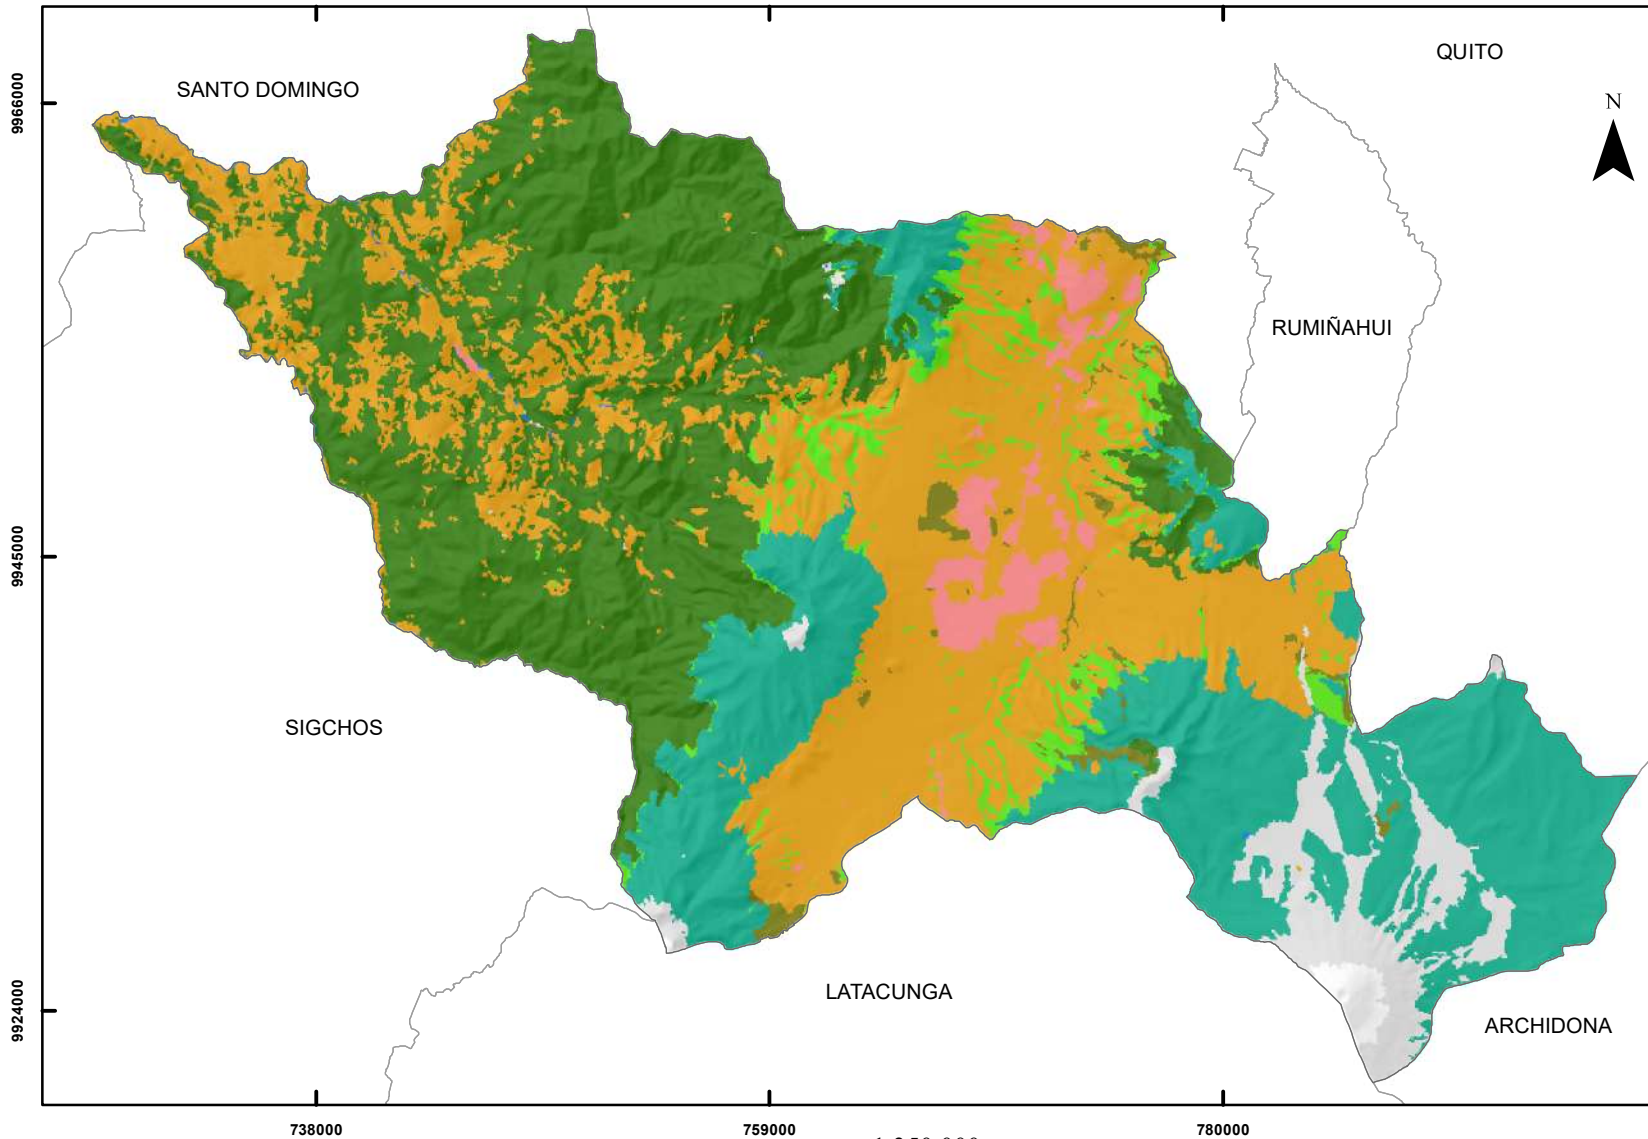 QUITO
SANTO DOMINGO
N
9966000
RUMIÑAHUI
9945000
SIGCHOS
LATACUNGA
9924000
ARCHIDONA
738000
759000
780000